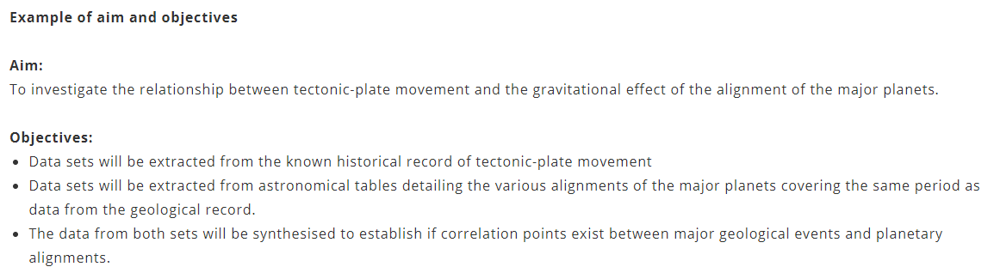 Example of aim and objectives
Aim:
To investigate the relationship between tectonic-plate movement and the gravitational effect of the alignment of the major planets.
Objectives:
• Data sets will be extracted from the known historical record of tectonic-plate movement
• Data sets will be extracted from astronomical tables detailing the various alignments of the major planets covering the same period as
data from the geological record.
• The data from both sets will be synthesised to establish if correlation points exist between major geological events and planetary
alignments.